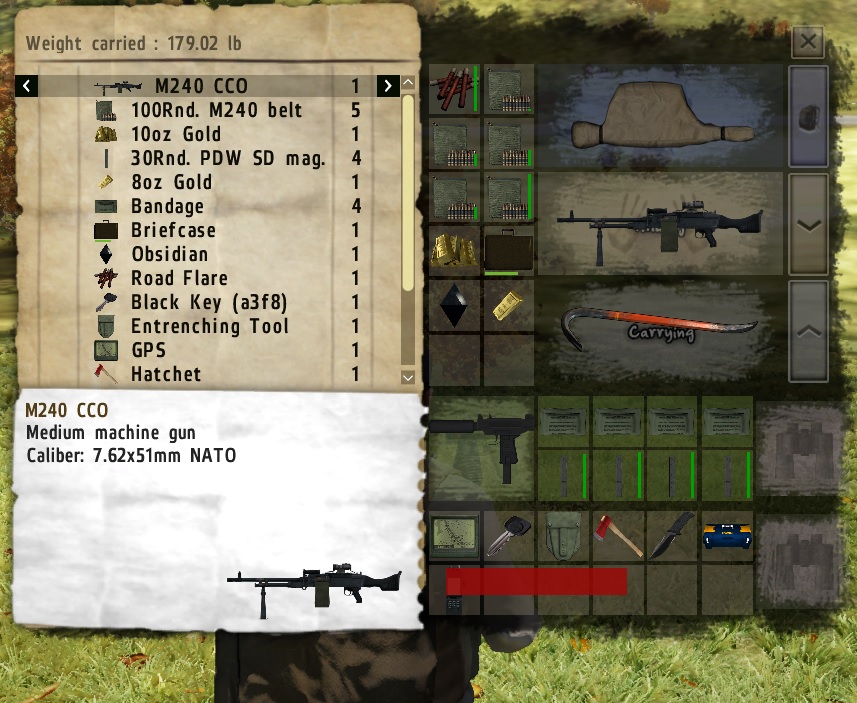 Weight carried : 179.02 lb
M240 CCO 1
100Rnd. M240 belt 5
10oz Gold 1
30Rnd. PDW SD mag. 4
8oz Gold 1
Bandage 4
Briefcase 1
Obsidian 1
Road Flare 1
Black Key (a3f8) 1
Entrenching Tool 1
GPS 1
Hatchet 1
M240 CCO
Medium machine gun
Caliber: 7.62x51mm NATO
Carrying